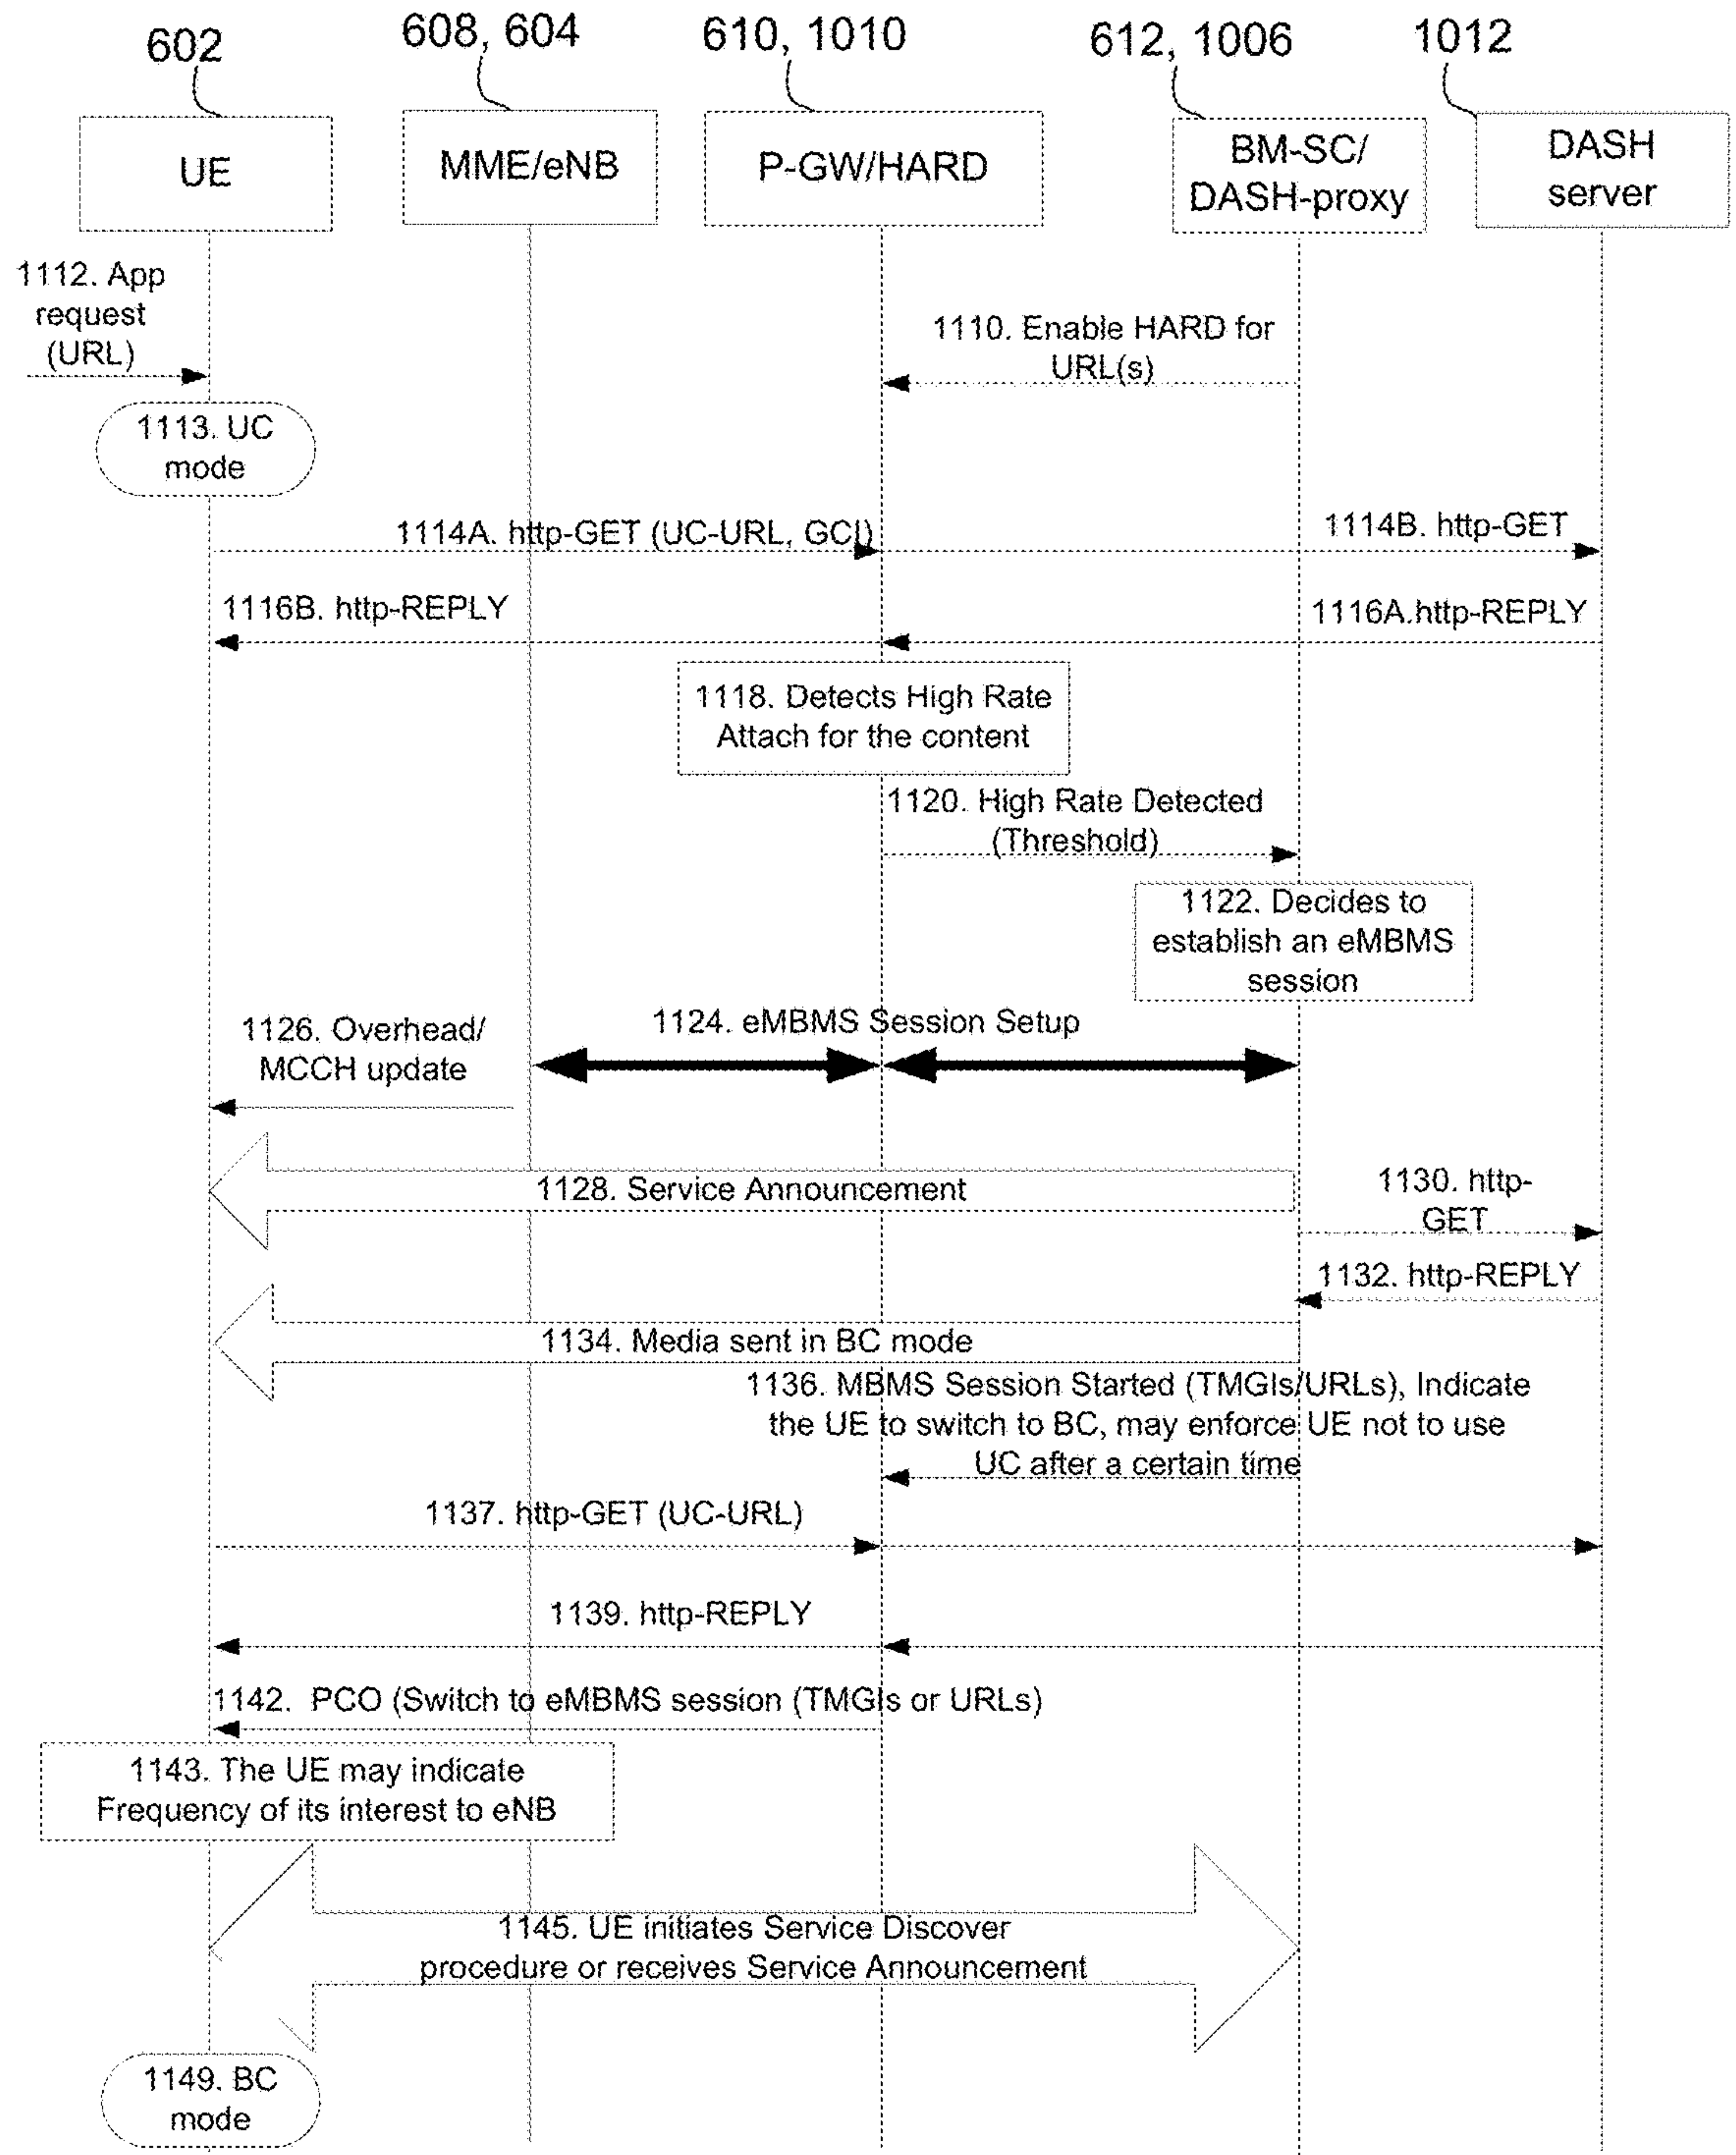 602
608, 604
610, 1010
612, 1006
1012
UE
MME/eNB
P-GW/HARD
BM-SC/
DASH-proxy
DASH
server
1112. App
request
(URL)
1110. Enable HARD for
URL(s)
1113. UC
mode
1114A. http-GET (UC-URL, GCI)
1114B. http-GET
1116B. http-REPLY
1116A.http-REPLY
1118. Detects High Rate
Attach for the content
1120. High Rate Detected
(Threshold)
1122. Decides to
establish an eMBMS
session
1124. eMBMS Session Setup
1126. Overhead/
MCCH update
1128. Service Announcement
1130. http-
GET
1132. http-REPLY
1134. Media sent in BC mode
1136. MBMS Session Started (TMGIs/URLs), Indicate
the UE to switch to BC, may enforce UE not to use
UC after a certain time
1137. http-GET (UC-URL)
1139. http-REPLY
1142. PCO (Switch to eMBMS session (TMGIs or URLs)
1143. The UE may indicate
Frequency of its interest to eNB
1145. UE initiates Service Discover
procedure or receives Service Announcement
1149. BC
mode